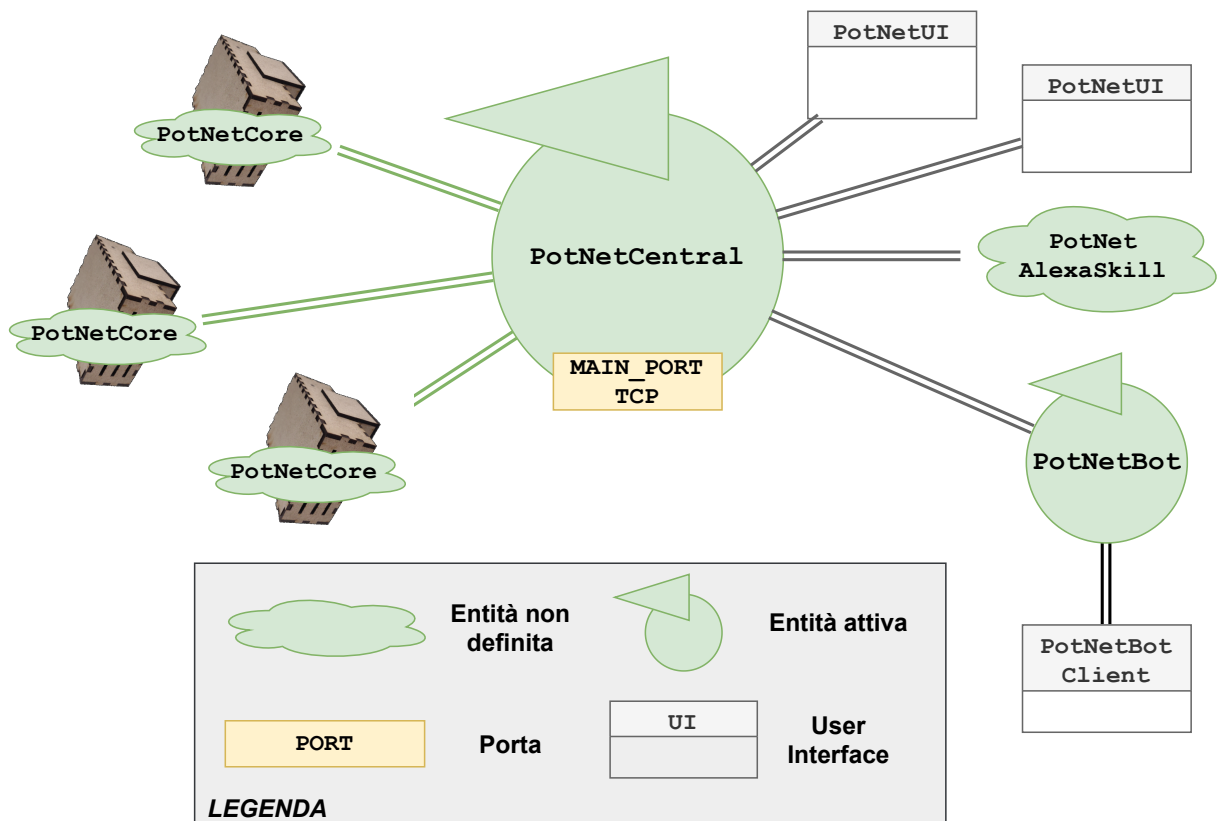 PotNetUI
PotNetUI
PotNetCore
PotNetCentral
PotNet
AlexaSkill
PotNetCore
MAIN_PORT
TCP
PotNetCore
PotNetBot
PotNetBot
Client
Entità non
definita
Entità attiva
PORT
Porta
UI
User
Interface
LEGENDA